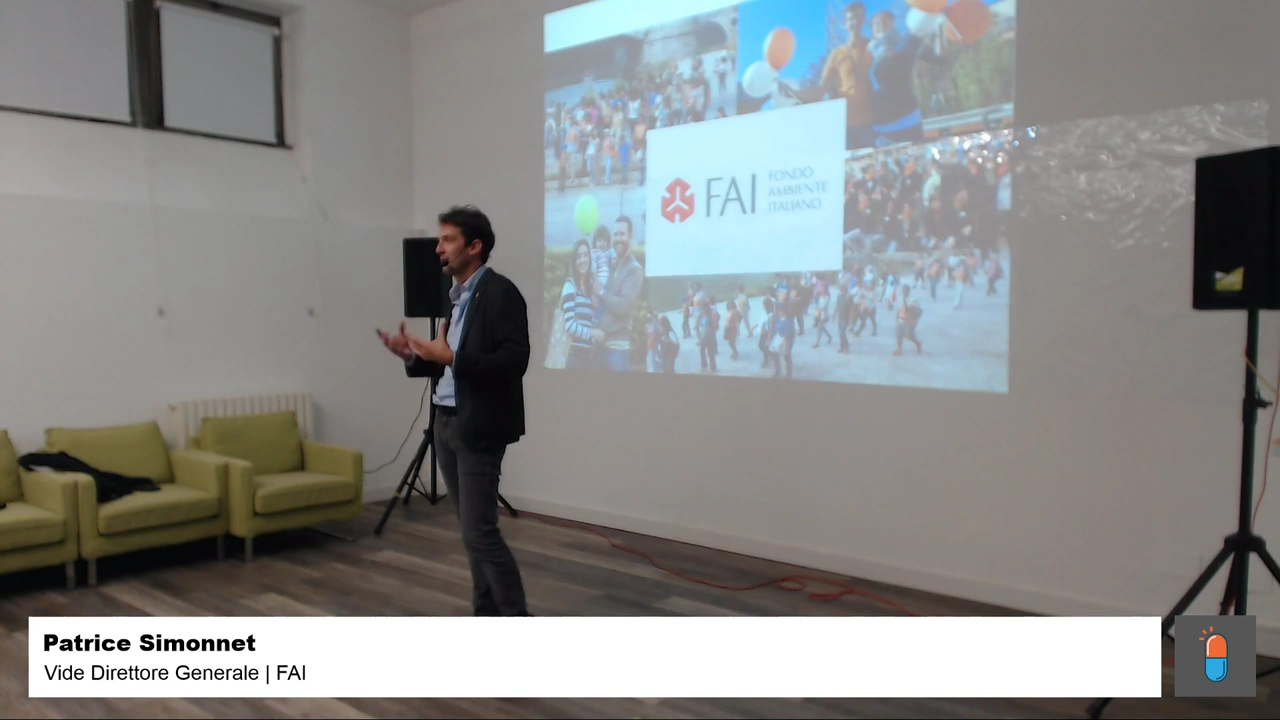 FAI
FONDO
AMBIENTE
ITALIANO
Patrice Simonnet
Vide Direttore Generale | FAI